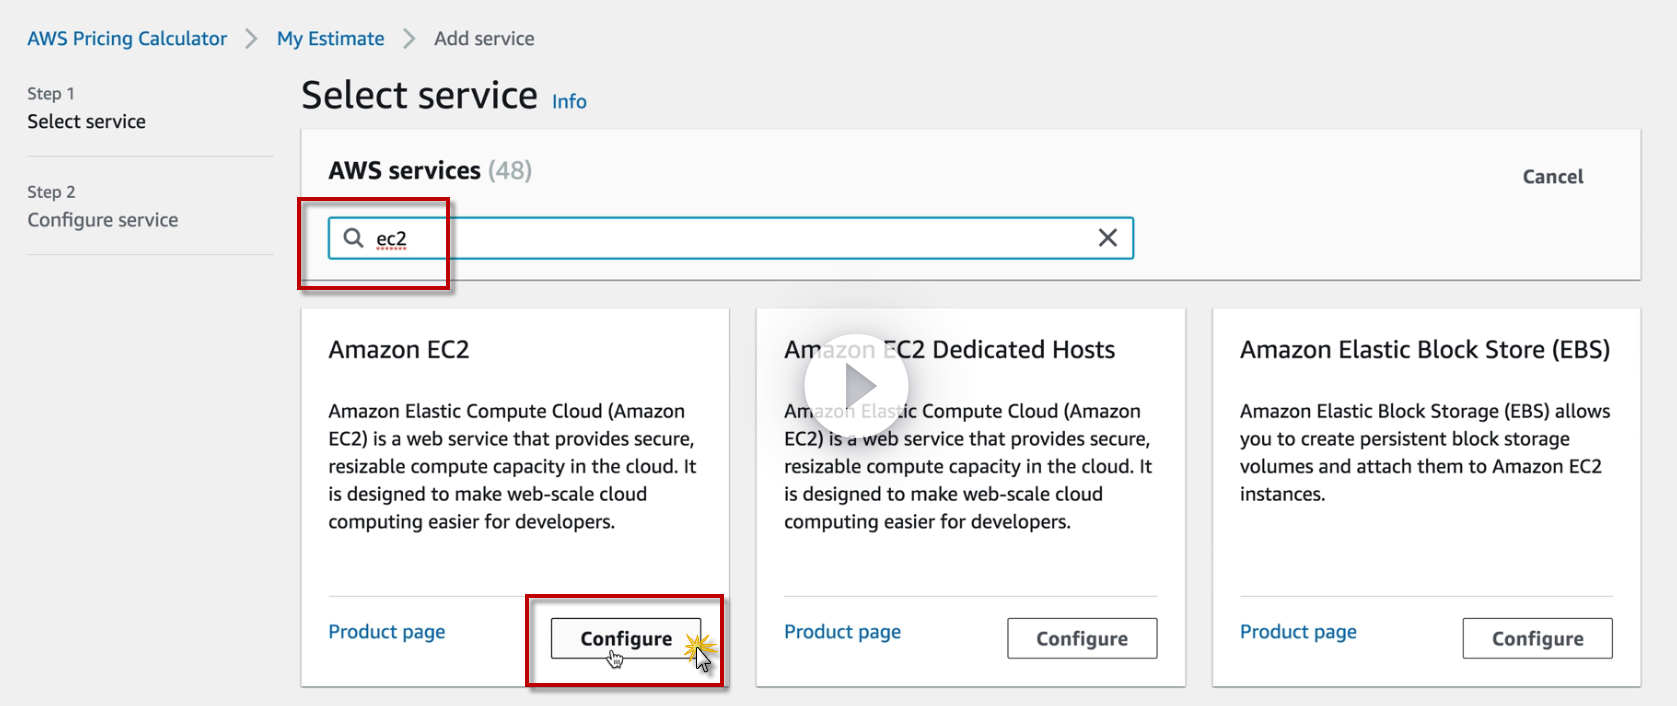 AWS Pricing Calculator > My Estimate > Add service
Step 1
Select service
Step 2
Configure service
Select service Info
AWS services (48)
Cancel
ec2
Amazon EC2
Amazon Elastic Compute Cloud (Amazon
EC2) is a web service that provides secure,
resizable compute capacity in the cloud. It
is designed to make web-scale cloud
computing easier for developers.
Product page
Configure
Amazon EC2 Dedicated Hosts
Amazon Elastic Compute Cloud (Amazon
EC2) is a web service that provides secure,
resizable compute capacity in the cloud. It
is designed to make web-scale cloud
computing easier for developers.
Product page
Configure
Amazon Elastic Block Store (EBS)
Amazon Elastic Block Storage (EBS) allows
you to create persistent block storage
volumes and attach them to Amazon EC2
instances.
Product page
Configure